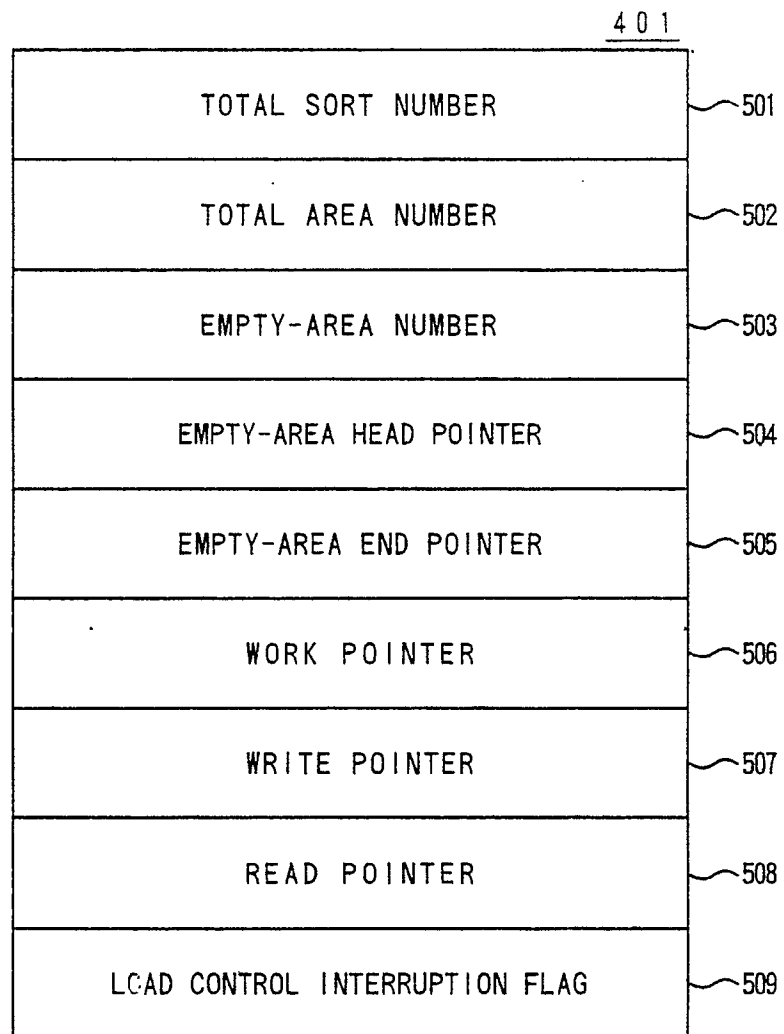 401
TOTAL SORT NUMBER 501
TOTAL AREA NUMBER 502
EMPTY-AREA NUMBER 503
EMPTY-AREA HEAD POINTER 504
EMPTY-AREA END POINTER 505
WORK POINTER 506
WRITE POINTER 507
READ POINTER 508
LOAD CONTROL INTERRUPTION FLAG 509